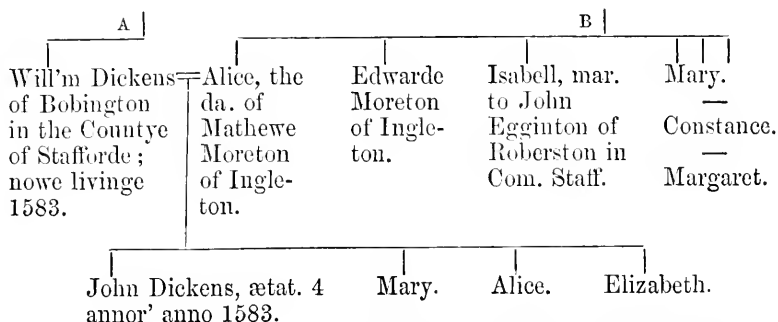 A B
Will'm Dickens=Alice, the Edwarde Isabell, mar. Mary.
of Bobington da. of Moreton to John —
in the Countye Mathewe of Ingle- Egginton of Constance.
of Stafforde; Moreton ton. Roberston in —
nowe livinge of Ingle- Com. Staff. Margaret.
1583. ton.
John Dickens, ætat. 4 Mary. Alice. Elizabeth.
annor' anno 1583.